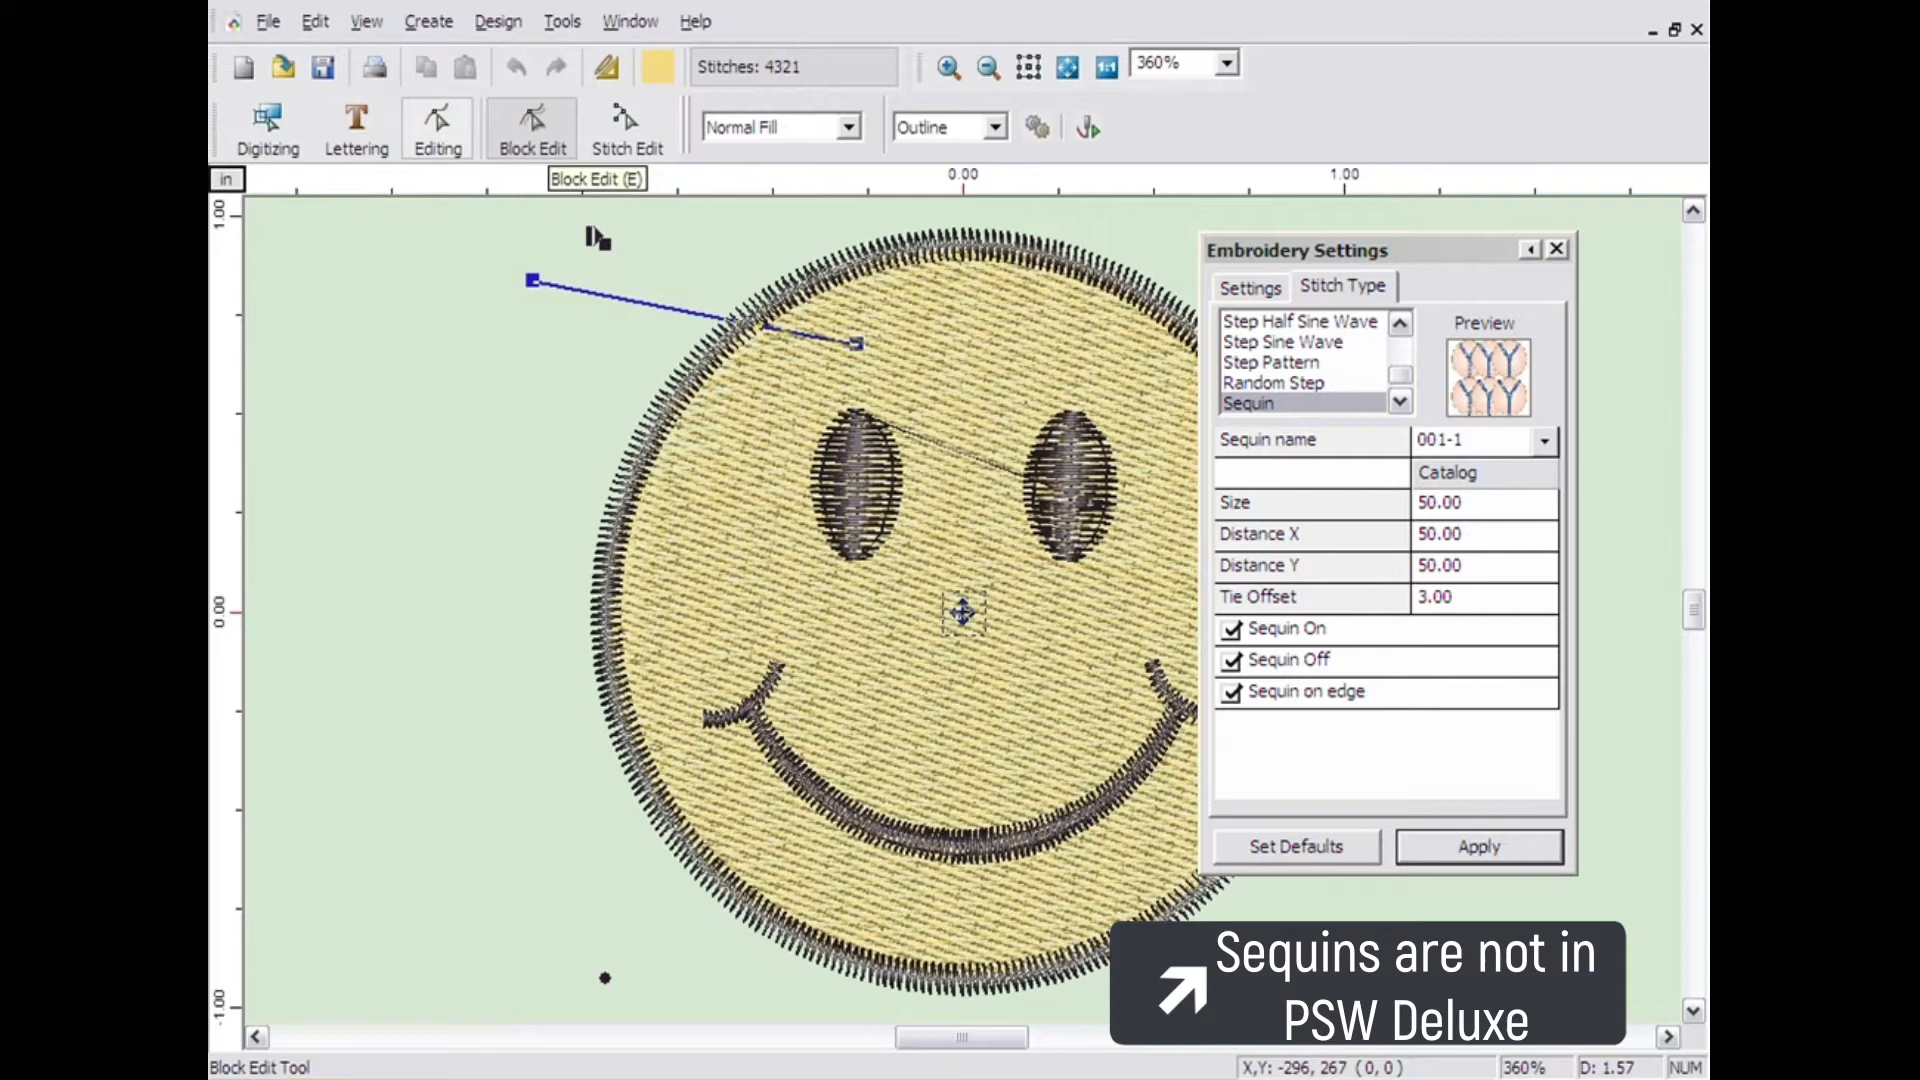 File Edit View Create Design Tools Window Help
Stitches: 4321
1:1
360%
Digitizing Lettering Editing Block Edit Stitch Edit
Normal Fill
Outline
in
Block Edit (E)
0.00 1.00
1.00
0.00
-1.00
Embroidery Settings
Settings Stitch Type
Step Half Sine Wave
Step Sine Wave
Step Pattern
Random Step
Sequin
Preview
Sequin name 001-1
Catalog
Size 50.00
Distance X 50.00
Distance Y 50.00
Tie Offset 3.00
Sequin On
Sequin Off
Sequin on edge
Set Defaults Apply
Sequins are not in
PSW Deluxe
Block Edit Tool X,Y: -296, 267 (0, 0) 360% D: 1.57 NUM